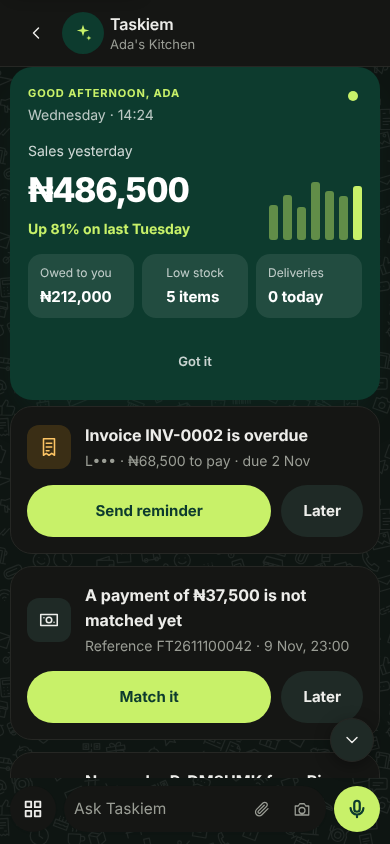 Taskiem
Ada's Kitchen
GOOD AFTERNOON, ADA
Wednesday · 14:24
Sales yesterday
₦486,500
Up 81% on last Tuesday
Owed to you
₦212,000
Low stock
5 items
Deliveries
0 today
Got it
Invoice INV-0002 is overdue
L••• · ₦68,500 to pay · due 2 Nov
Send reminder
Later
A payment of ₦37,500 is not
matched yet
Reference FT2611100042 · 9 Nov, 23:00
Match it
Later
Ask Taskiem